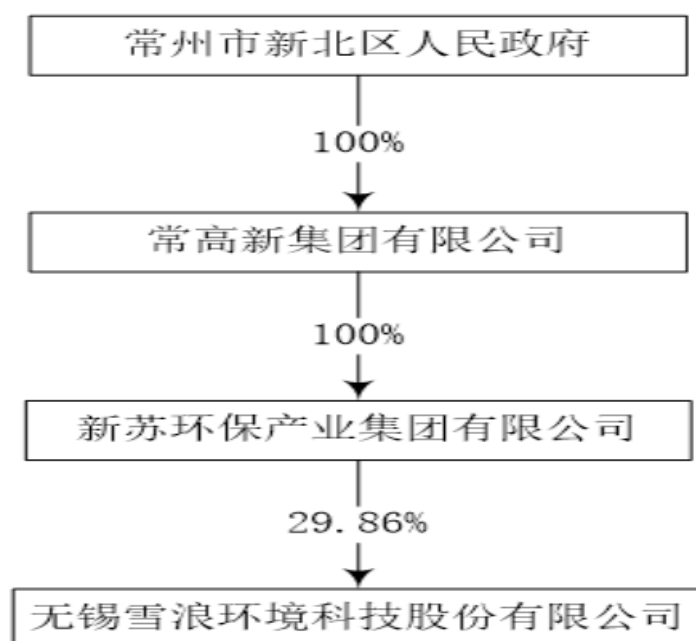 常州市新北区人民政府
100%
常高新集团有限公司
100%
新苏环保产业集团有限公司
29.86%
无锡雪浪环境科技股份有限公司